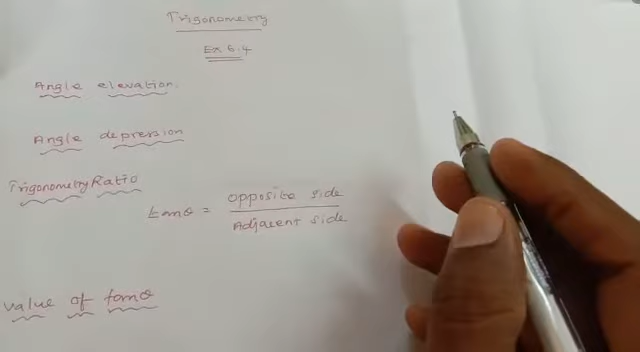 Trigonometry
Ex 6.4
Angle elevation.
Angle depression
Trigonometry Ratio
tanθ = opposite side / Adjacent side
value of tanθ